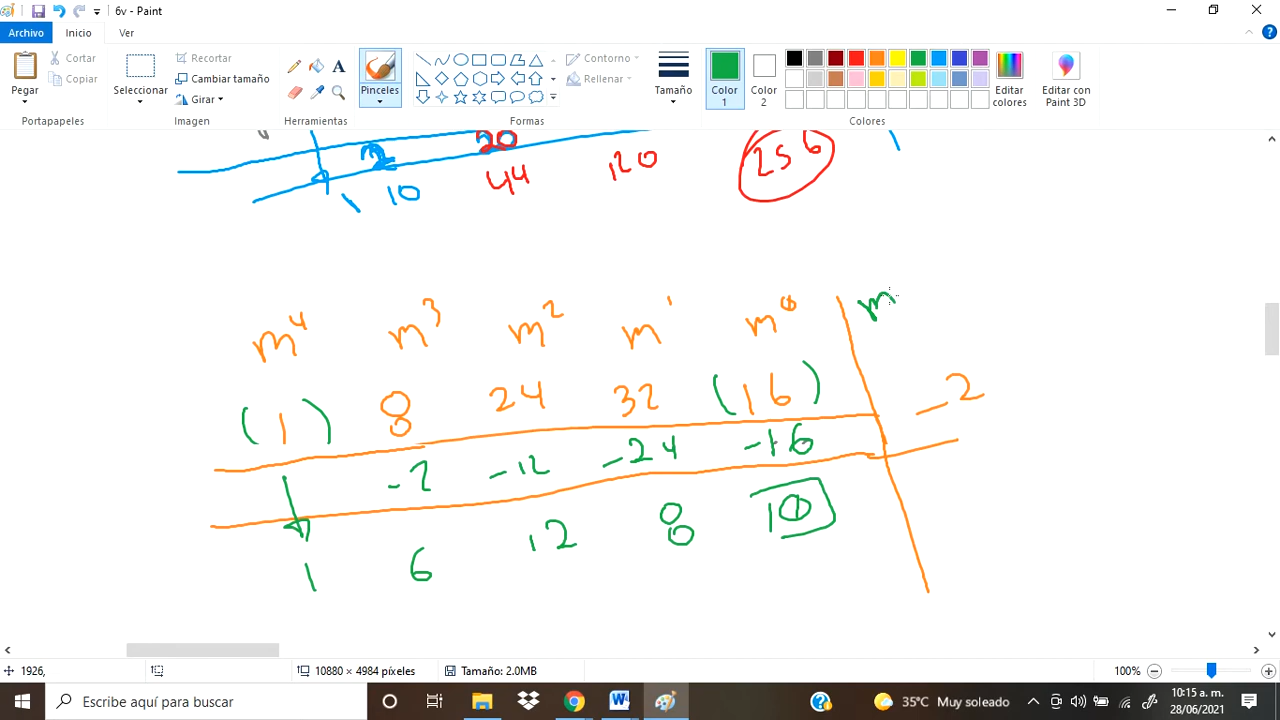 6v - Paint
Archivo Inicio Ver
Pegar
Cortar
Copiar
Portapapeles
Seleccionar
Recortar
Cambiar tamaño
Girar
Imagen
Herramientas
Pinceles
Contorno
Rellenar
Formas
Tamaño
Color 1
Color 2
Editar colores
Editar con Paint 3D
Colores
2 20
1 10 44 120 256
m⁴ m³ m² m¹ m⁰ m
(1) 8 24 32 (16) -2
-2 -12 -24 -16
1 6 12 8 10
1926,
10880 × 4984 píxeles
Tamaño: 2.0MB
100%
Escribe aquí para buscar
35°C Muy soleado
10:15 a. m.
28/06/2021